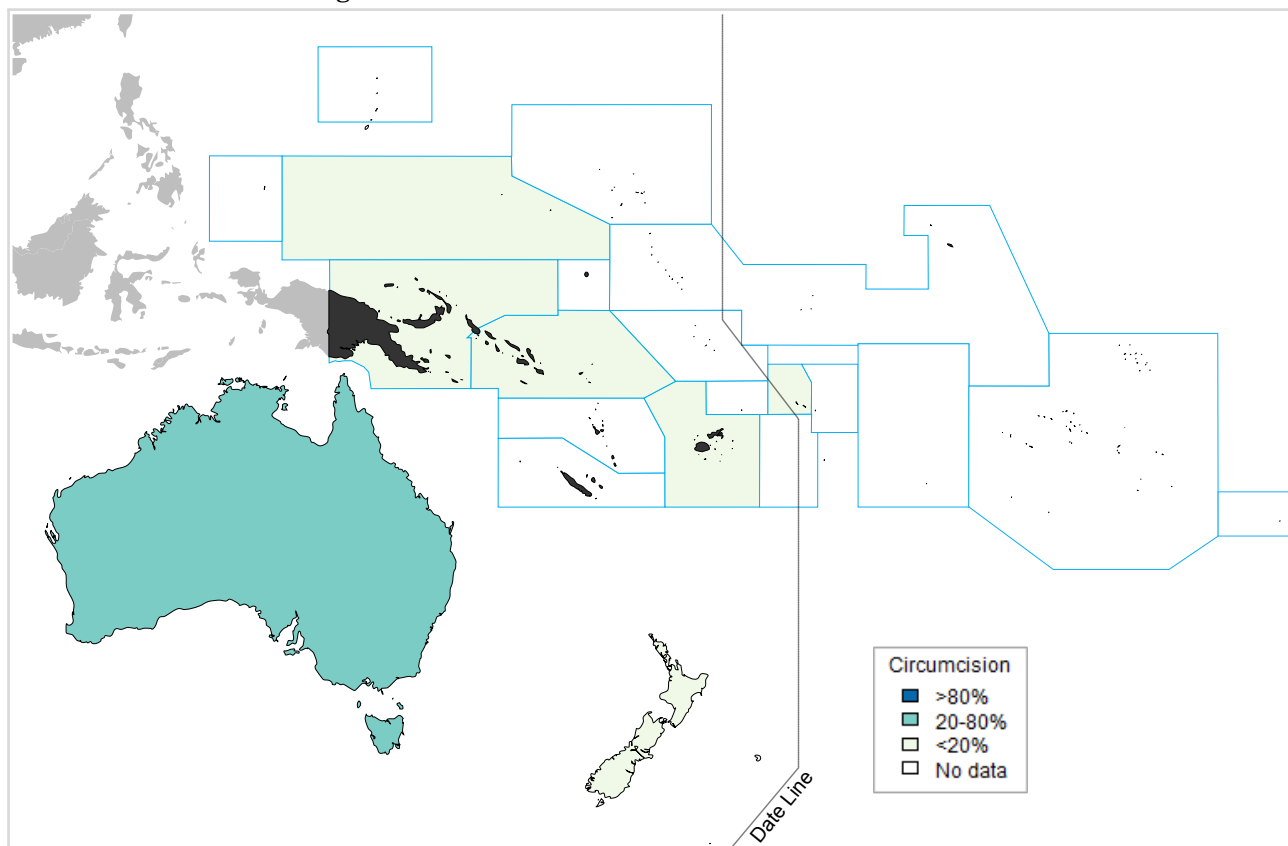 Circumcision
>80%
20-80%
<20%
No data
Date Line